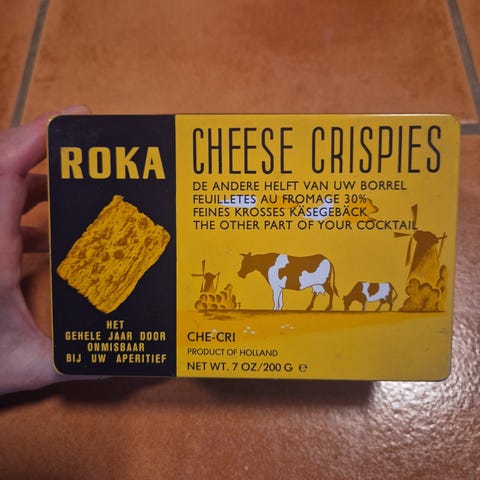 ROKA
HET
GEHELE JAAR DOOR
ONMISBAAR
BIJ UW APERITIEF
CHEESE CRISPIES
DE ANDERE HELFT VAN UW BORREL
FEUILLETES AU FROMAGE 30%
FEINES KROSSES KÄSEGEBÄCK
THE OTHER PART OF YOUR COCKTAIL
CHE-CRI
PRODUCT OF HOLLAND
NET WT. 7 OZ/200 G e